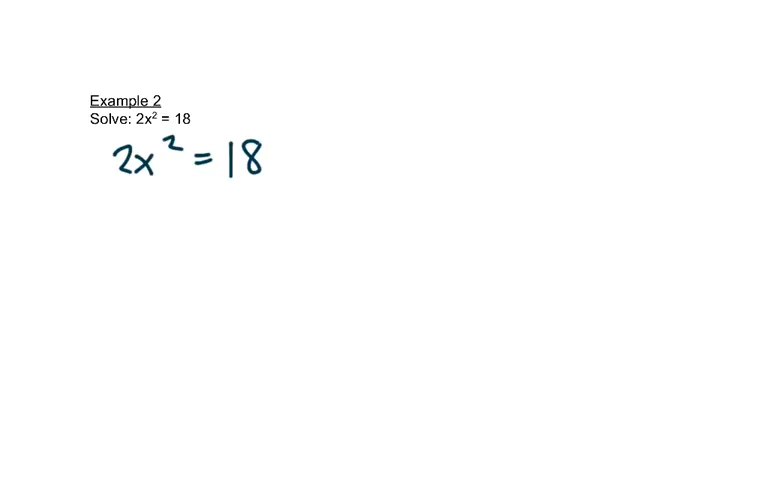 Example 2
Solve: 2x² = 18
2x² = 18